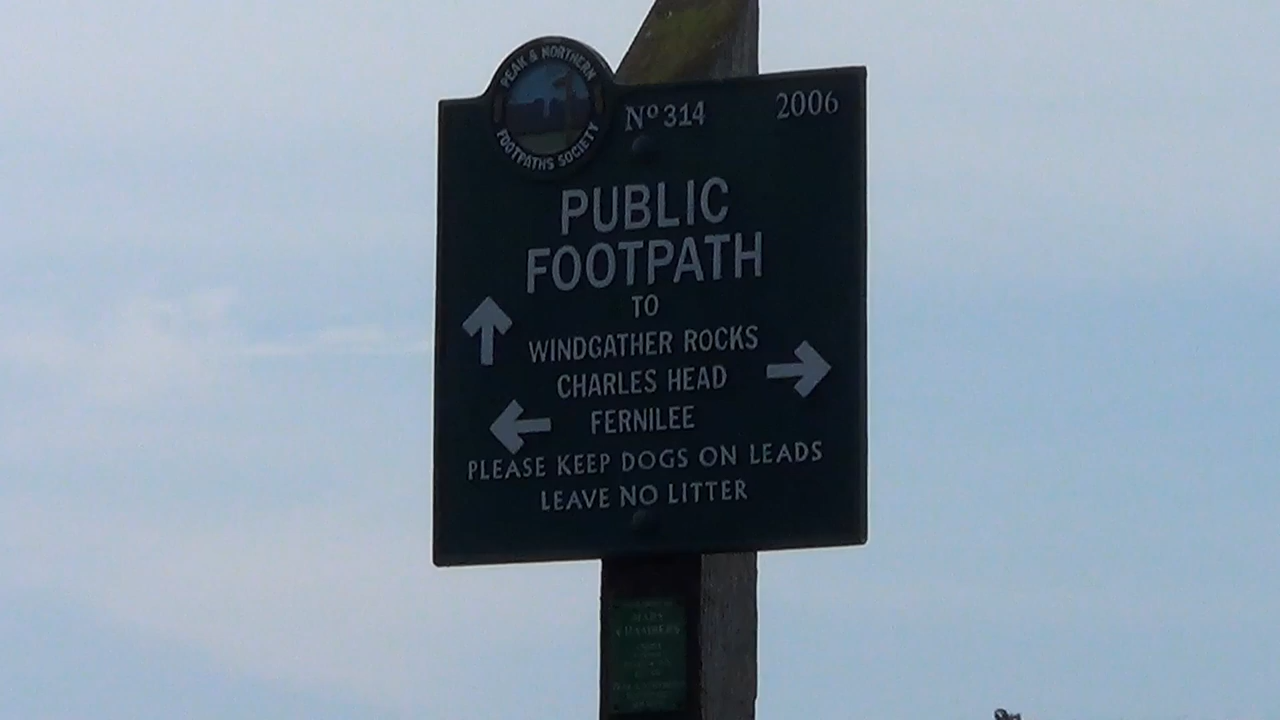 PEAK & NORTHERN
FOOTPATHS SOCIETY
Nº 314
2006
PUBLIC
FOOTPATH
TO
WINDGATHER ROCKS
CHARLES HEAD
FERNILEE
PLEASE KEEP DOGS ON LEADS
LEAVE NO LITTER
CHAMBERS